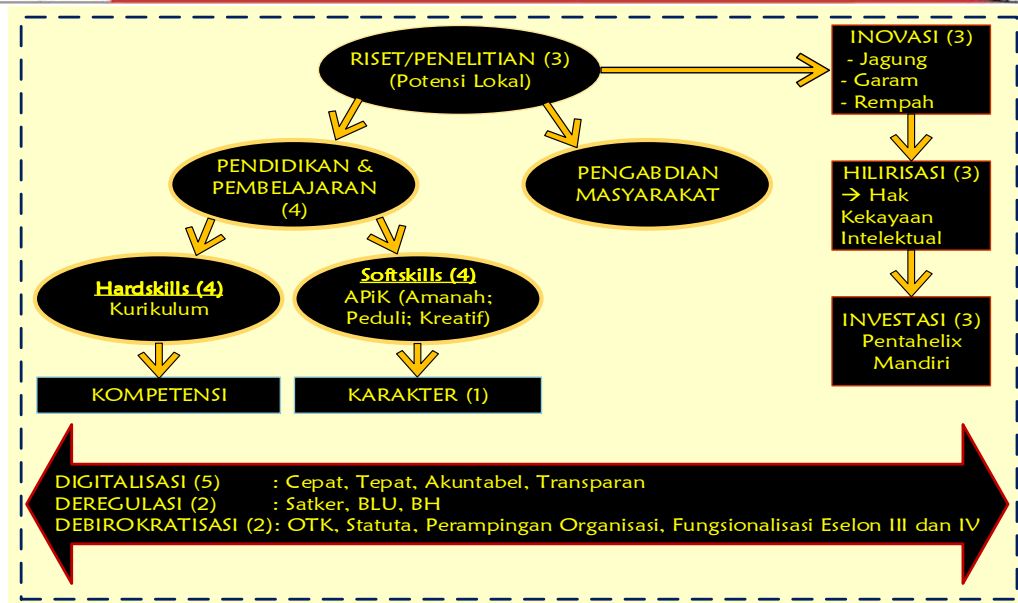 RISET/PENELITIAN (3)
(Potensi Lokal)
INOVASI (3)
- Jagung
- Garam
- Rempah
PENDIDIKAN &
PEMBELAJARAN
(4)
PENGABDIAN
MASYARAKAT
HILIRISASI (3)
→ Hak
Kekayaan
Intelektual
Hardskills (4)
Kurikulum
Softskills (4)
APiK (Amanah;
Peduli; Kreatif)
INVESTASI (3)
Pentahelix
Mandiri
KOMPETENSI
KARAKTER (1)
DIGITALISASI (5) : Cepat, Tepat, Akuntabel, Transparan
DEREGULASI (2) : Satker, BLU, BH
DEBIROKRATISASI (2): OTK, Statuta, Perampingan Organisasi, Fungsionalisasi Eselon III dan IV